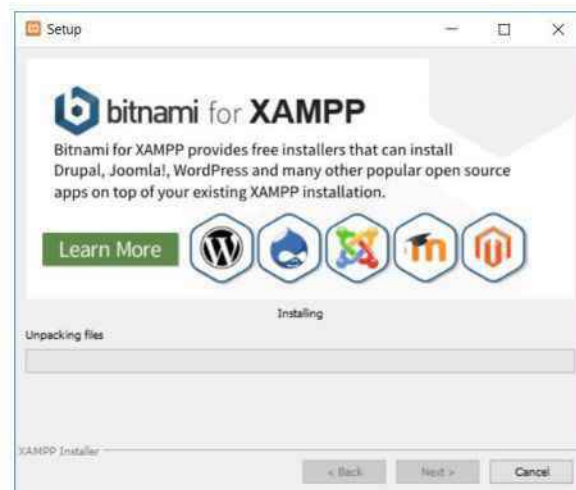 Setup
bitnami for XAMPP
Bitnami for XAMPP provides free installers that can install
Drupal, Joomla!, WordPress and many other popular open source
apps on top of your existing XAMPP installation.
Learn More
Installing
Unpacking files
XAMPP Installer
< Back Next > Cancel